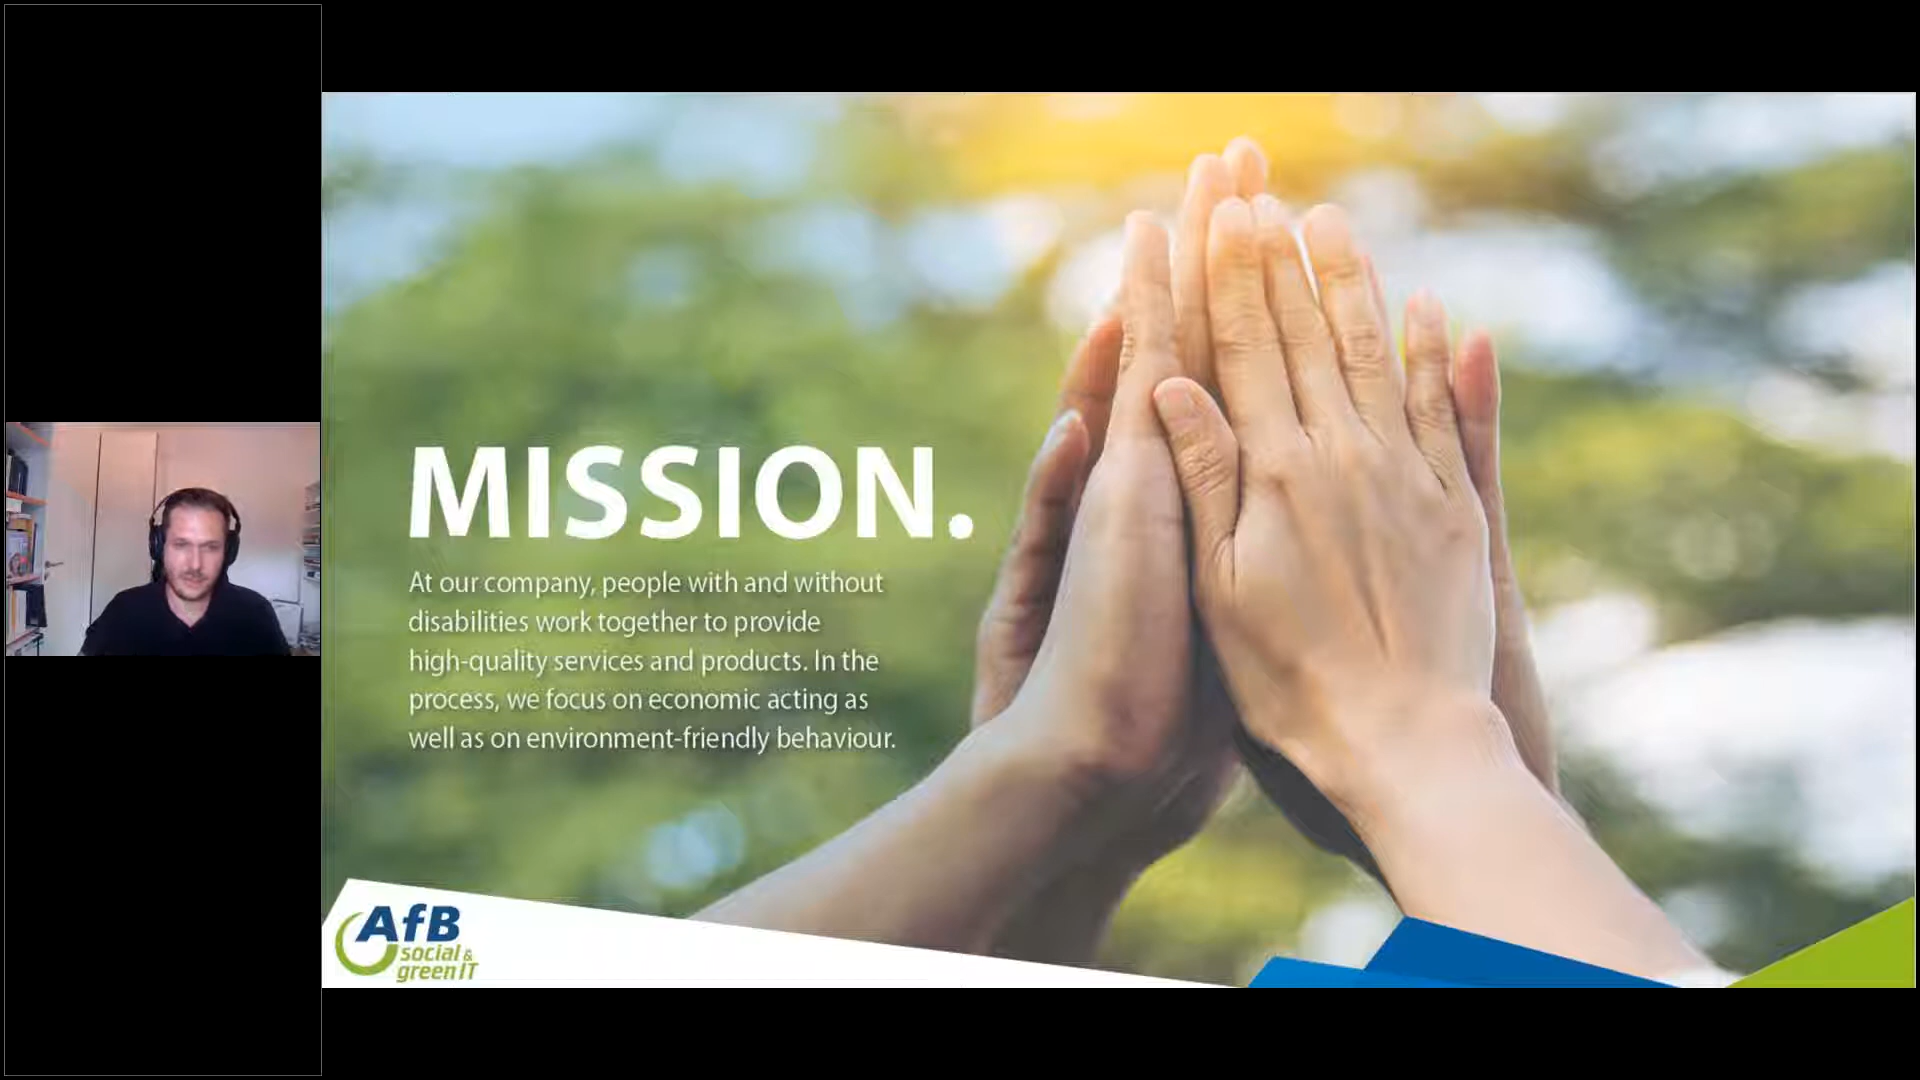 MISSION.
At our company, people with and without
disabilities work together to provide
high-quality services and products. In the
process, we focus on economic acting as
well as on environment-friendly behaviour.
AfB
social &
green IT